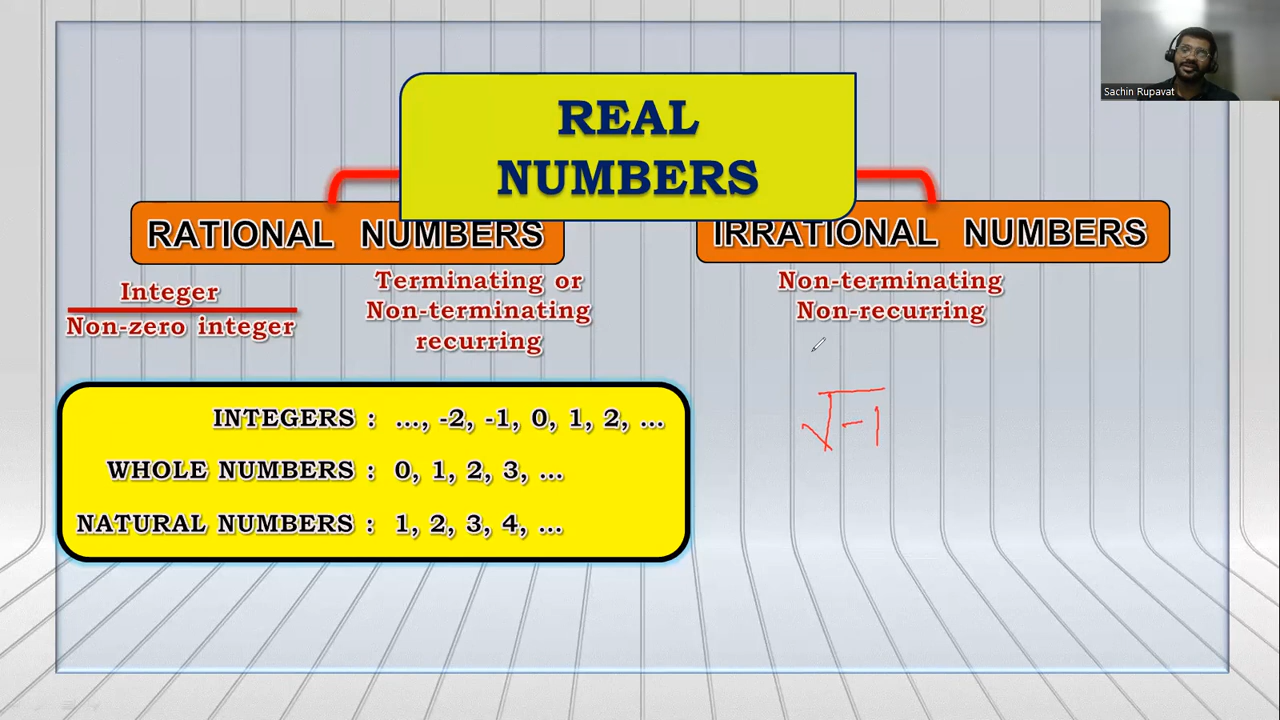 Sachin Rupavat
REAL
NUMBERS
RATIONAL NUMBERS
IRRATIONAL NUMBERS
Integer
Non-zero integer
Terminating or
Non-terminating
recurring
Non-terminating
Non-recurring
INTEGERS : ..., -2, -1, 0, 1, 2, ...
WHOLE NUMBERS : 0, 1, 2, 3, ...
NATURAL NUMBERS : 1, 2, 3, 4, ...
√-1